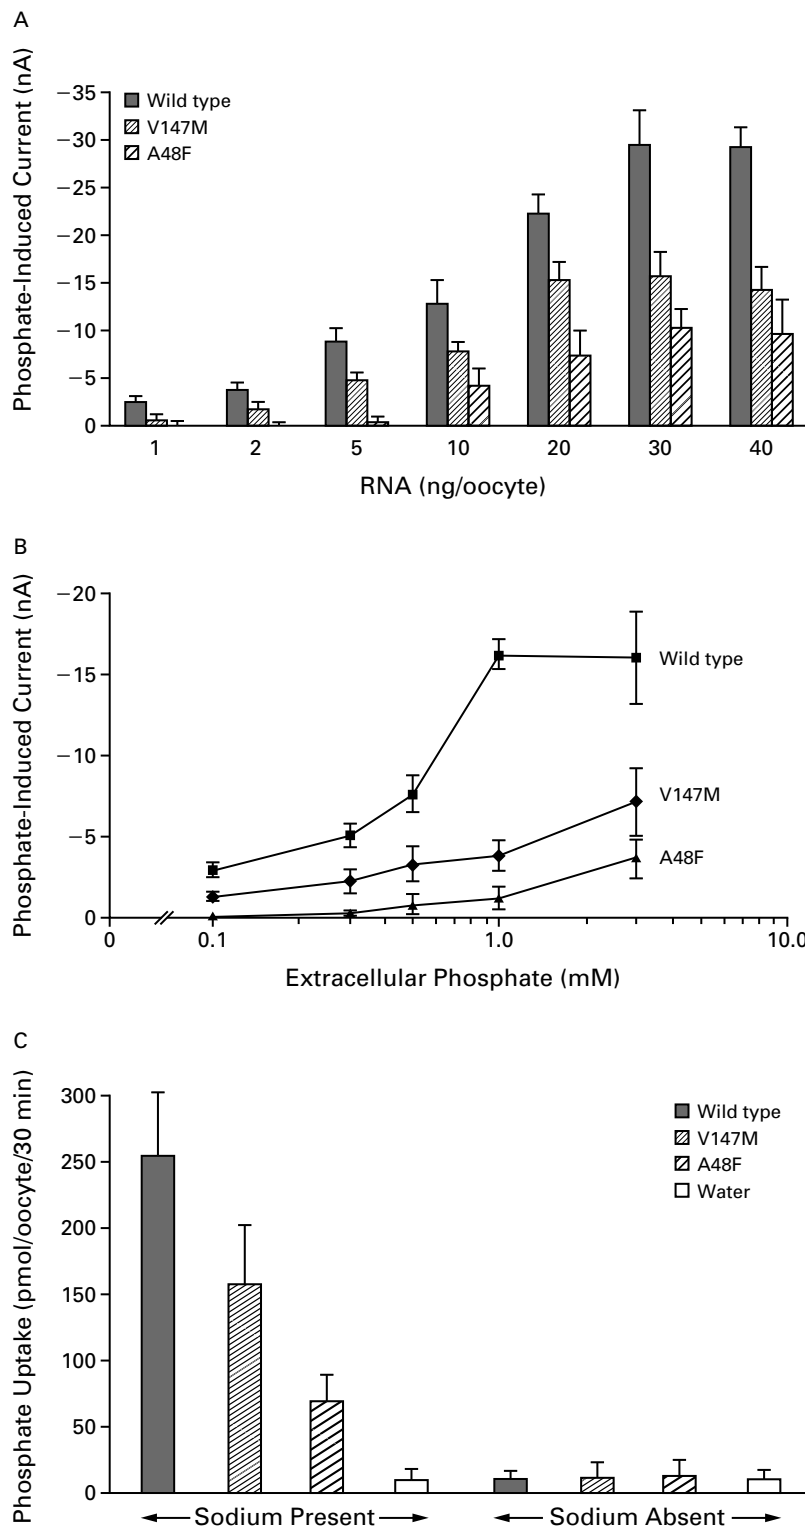 A
Phosphate-Induced Current (nA)
−35
−30
−25
−20
−15
−10
−5
0
Wild type
V147M
A48F
1 2 5 10 20 30 40
RNA (ng/oocyte)
B
Phosphate-Induced Current (nA)
−20
−15
−10
−5
0
Wild type
V147M
A48F
0 0.1 1.0 10.0
Extracellular Phosphate (mM)
C
Phosphate Uptake (pmol/oocyte/30 min)
300
250
200
150
100
50
0
Wild type
V147M
A48F
Water
Sodium Present Sodium Absent